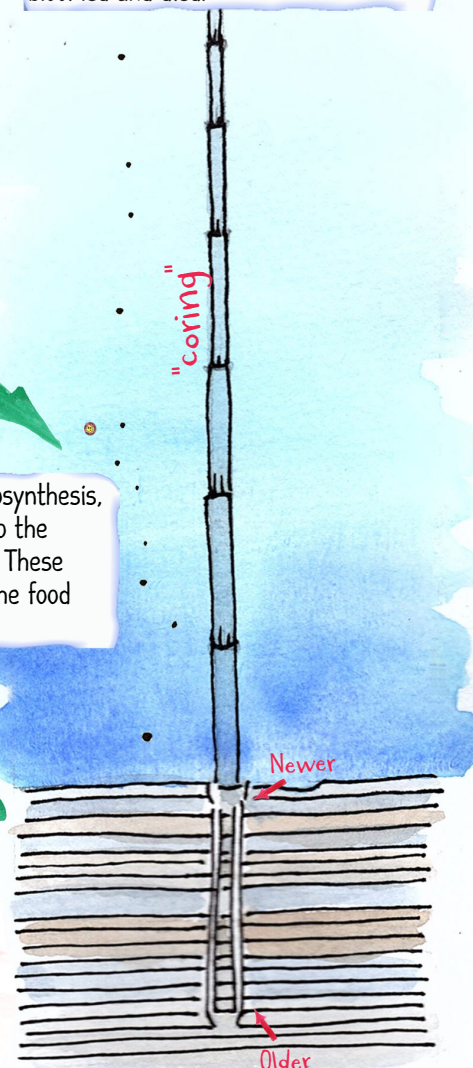 "coring"
osynthesis,
o the
These
he food
Newer
Older